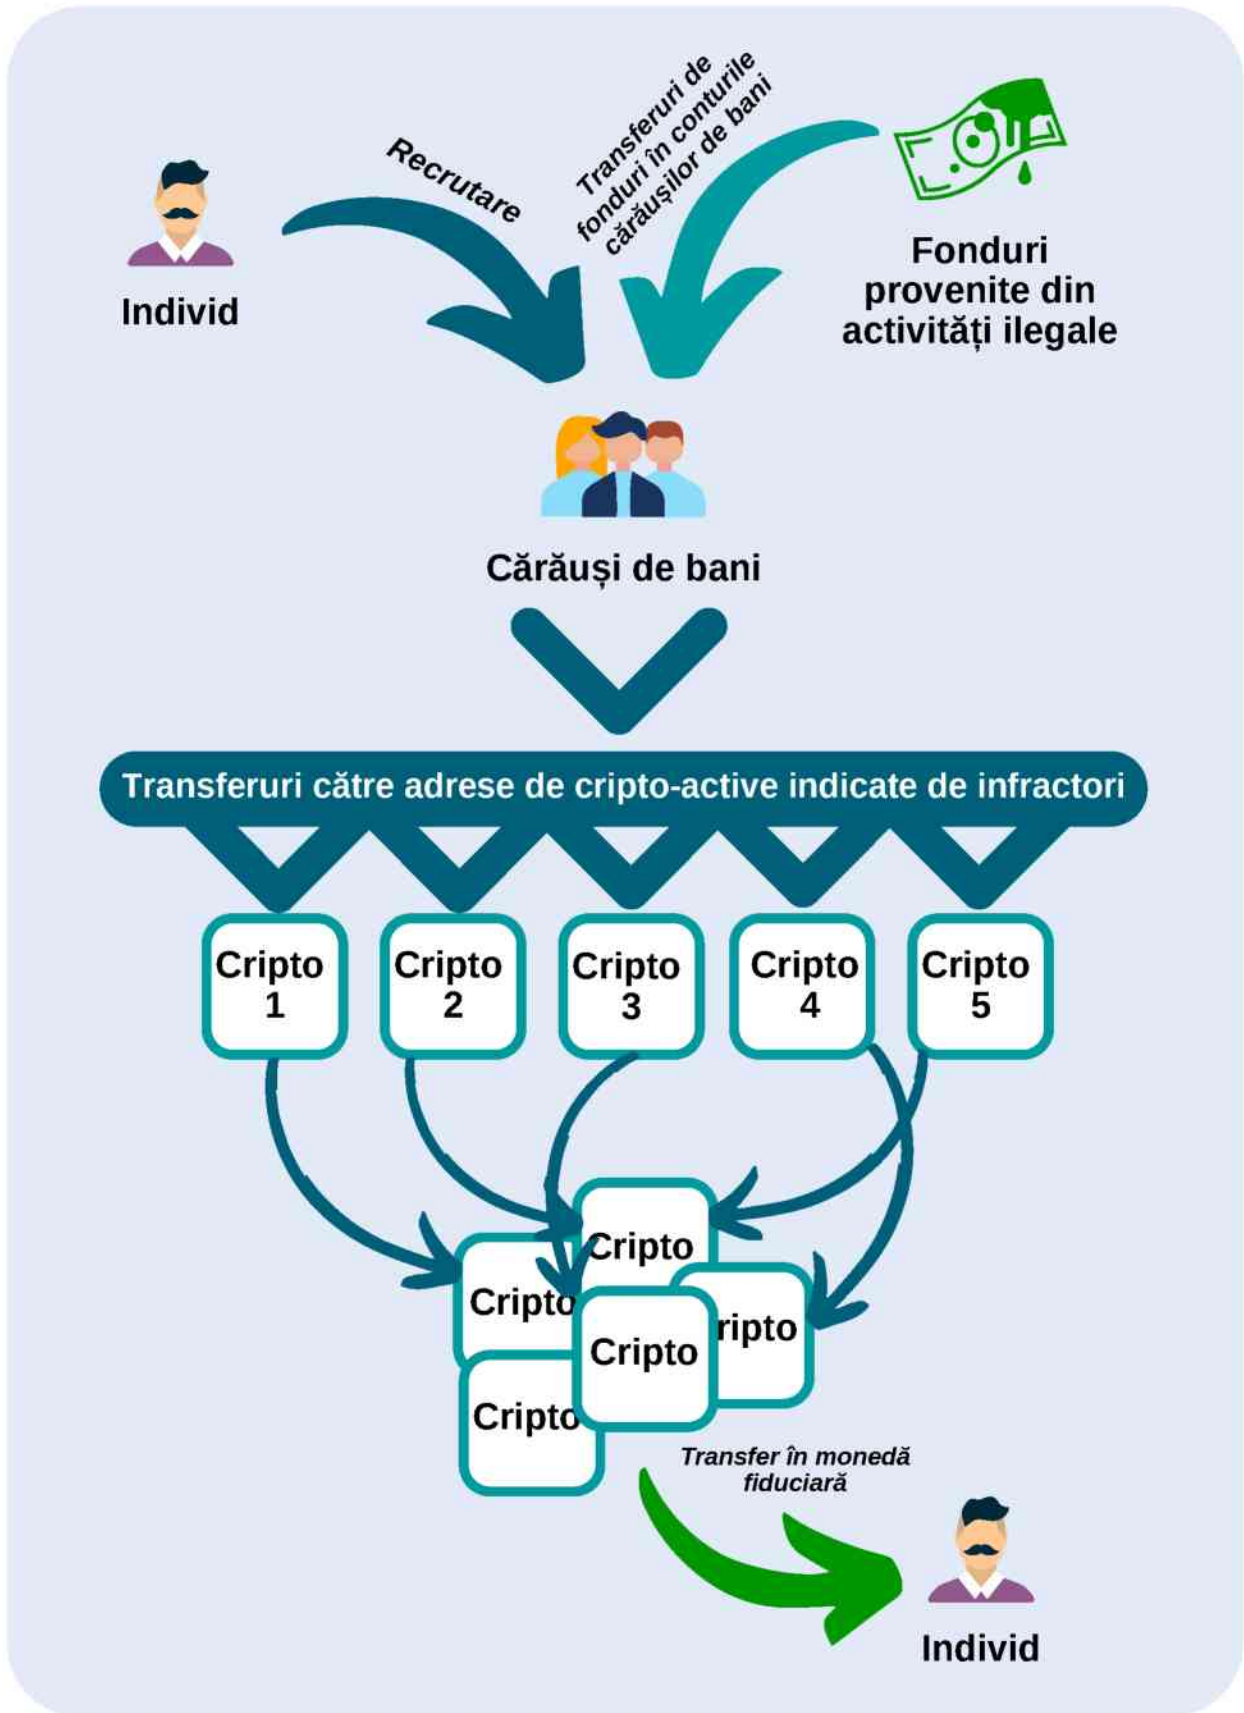 Recrutare
Transferuri de
fonduri în conturile
cărăușilor de bani
Individ
Fonduri
provenite din
activități ilegale
Cărăuși de bani
Transferuri către adrese de cripto-active indicate de infractori
Cripto
1
Cripto
2
Cripto
3
Cripto
4
Cripto
5
Cripto
Cripto
ripto
Cripto
Cripto
Transfer în monedă
fiduciară
Individ